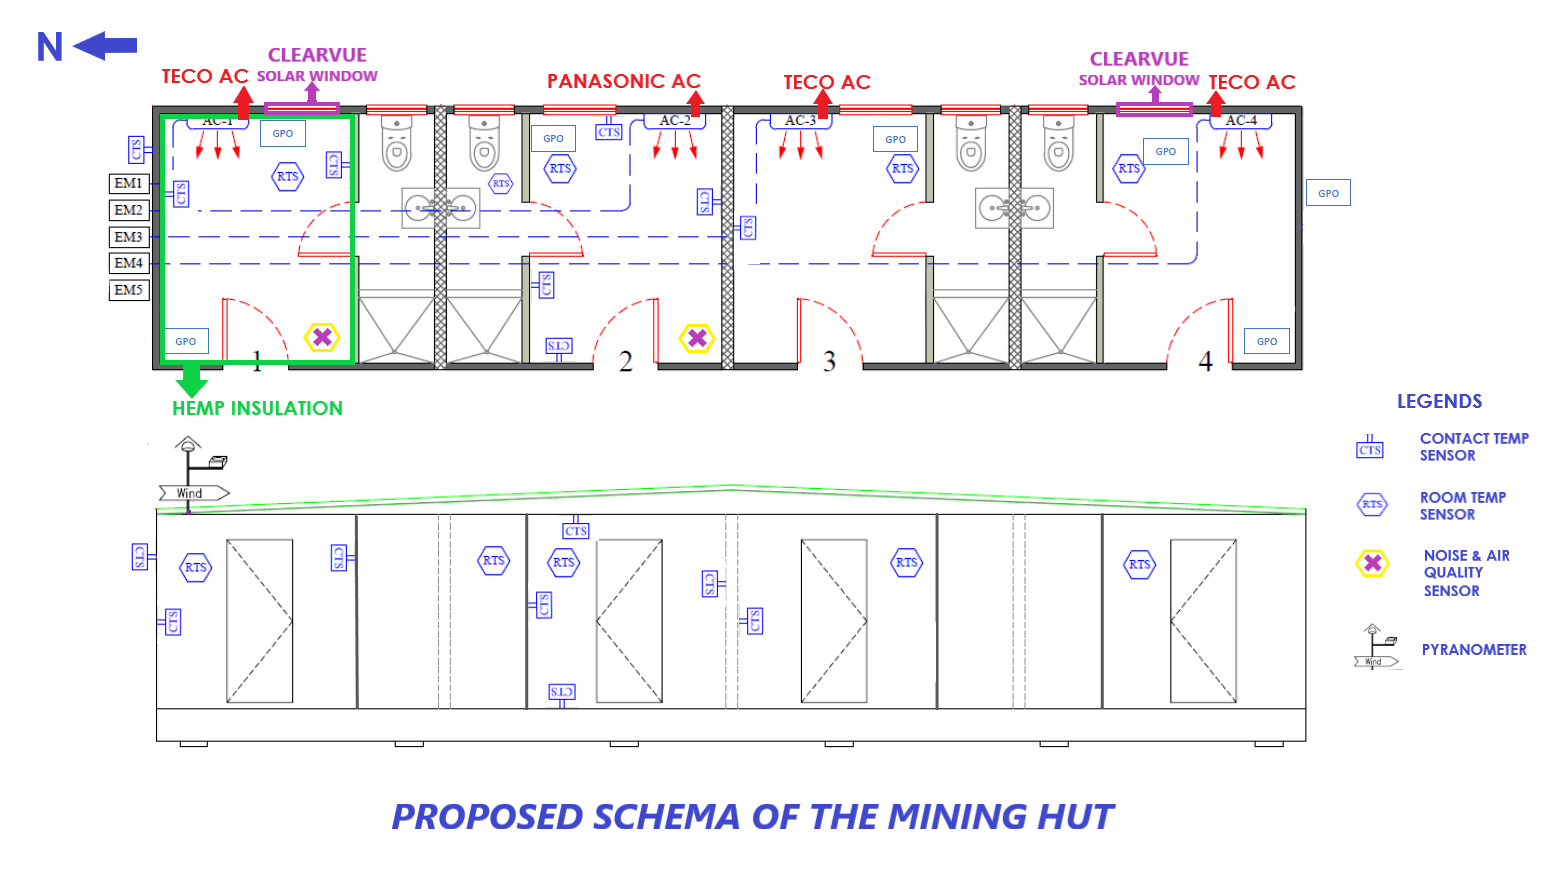 N
CLEARVUE
SOLAR WINDOW
TECO AC
PANASONIC AC
TECO AC
CLEARVUE
SOLAR WINDOW
TECO AC
AC-1
GPO
CTS
AC-2
GPO
AC-3
GPO
AC-4
GPO
CTS
CTS
RTS
CTS
RTS
RTS
CTS
CTS
RTS
RTS
GPO
EM1
EM2
EM3
EM4
EM5
CTS
CTS
GPO
GPO
1
2
3
4
HEMP INSULATION
LEGENDS
CTS
CONTACT TEMP
SENSOR
RTS
ROOM TEMP
SENSOR
NOISE & AIR
QUALITY
SENSOR
Wind
PYRANOMETER
Wind
CTS
RTS
CTS
CTS
RTS
RTS
CTS
CTS
CTS
CTS
RTS
RTS
CTS
PROPOSED SCHEMA OF THE MINING HUT